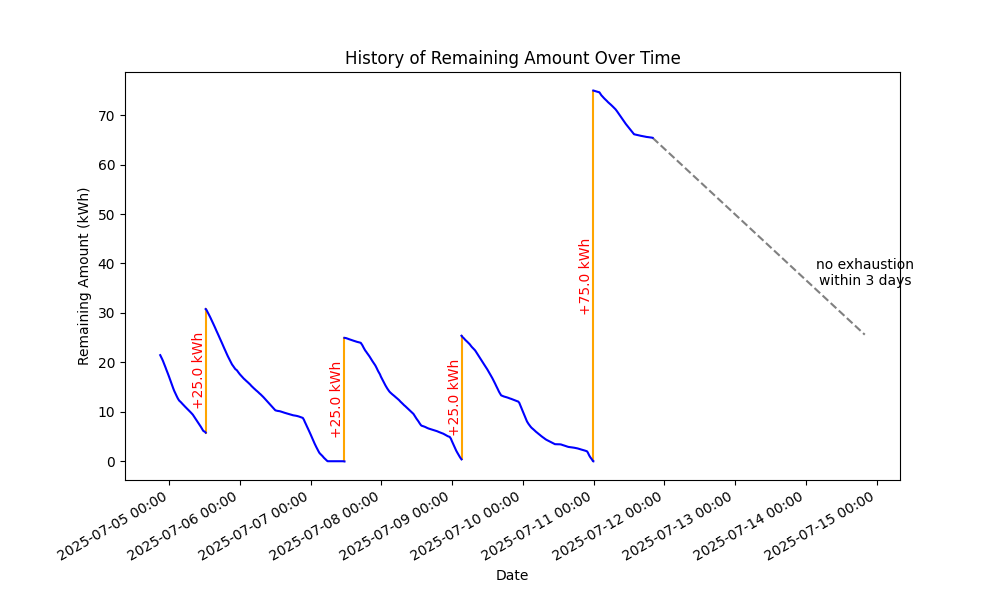 History of Remaining Amount Over Time
Remaining Amount (kWh)
70
60
50
40
30
20
10
0
+25.0 kWh
+25.0 kWh
+25.0 kWh
+75.0 kWh
no exhaustion
within 3 days
2025-07-05 00:00
2025-07-06 00:00
2025-07-07 00:00
2025-07-08 00:00
2025-07-09 00:00
2025-07-10 00:00
2025-07-11 00:00
2025-07-12 00:00
2025-07-13 00:00
2025-07-14 00:00
2025-07-15 00:00
Date